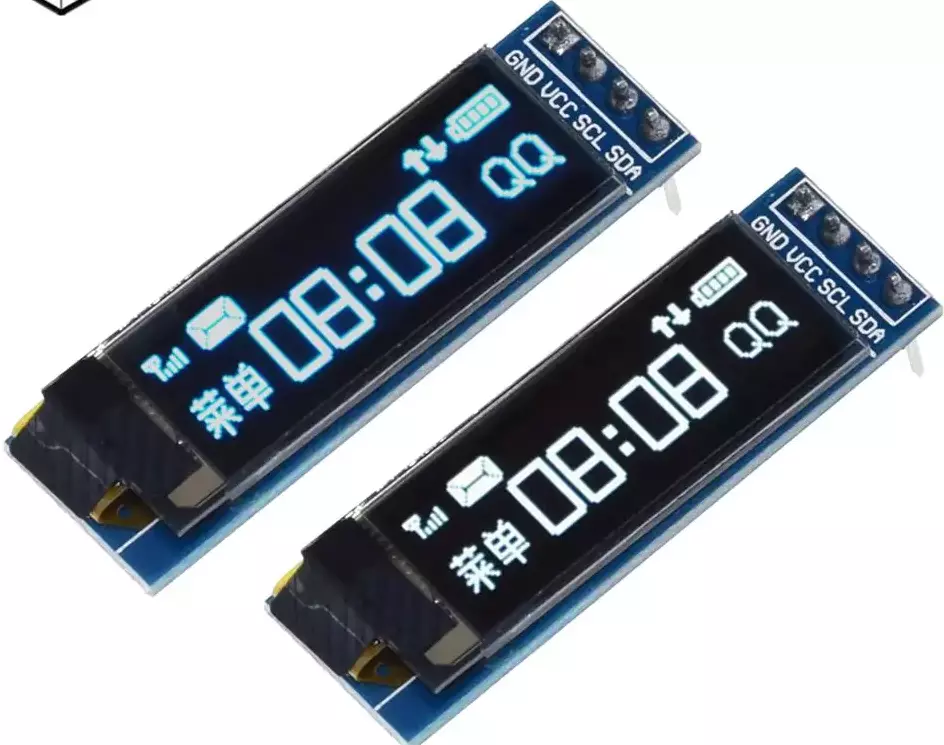 GND VCC SCL SDA
QQ
08:08
菜单
GND VCC SCL SDA
QQ
08:08
菜单